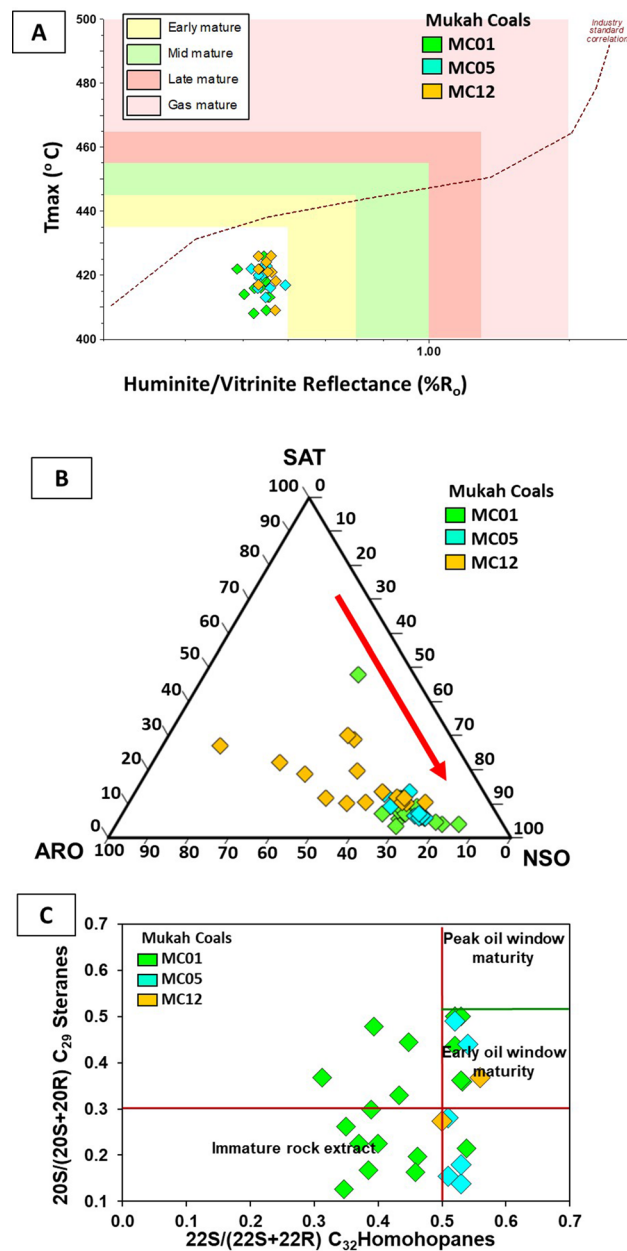 A
Early mature
Mid mature
Late mature
Gas mature
Mukah Coals
MC01
MC05
MC12
Industry
standard
correlation
500
490
480
470
460
450
440
430
420
410
400
Tmax (°C)
1.00
Huminite/Vitrinite Reflectance (%Ro)
B
SAT
Mukah Coals
MC01
MC05
MC12
100 0
90 10
80 20
70 30
60 40
50 50
40 60
30 70
20 80
10 90
0 100
ARO
NSO
100 90 80 70 60 50 40 30 20 10 0
C
Mukah Coals
MC01
MC05
MC12
Peak oil window
maturity
Early oil window
maturity
Immature rock extract
0.7
0.6
0.5
0.4
0.3
0.2
0.1
20S/(20S+20R) C29 Steranes
0.0 0.1 0.2 0.3 0.4 0.5 0.6 0.7
22S/(22S+22R) C32Homohopanes